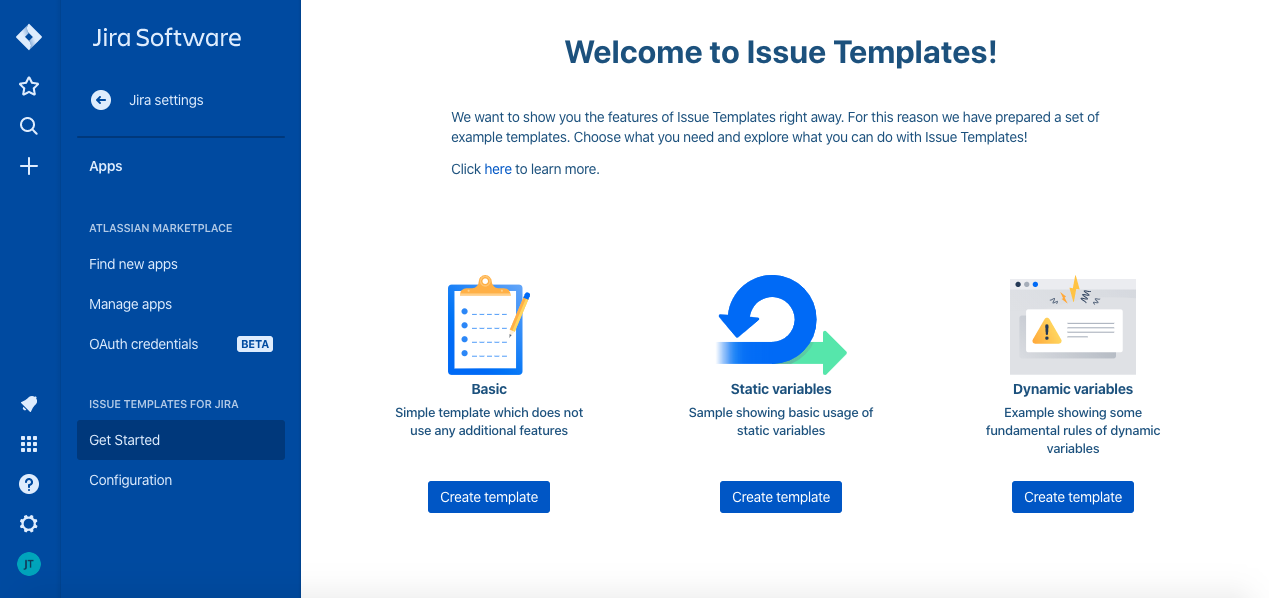 Jira Software
Jira settings
Apps
ATLASSIAN MARKETPLACE
Find new apps
Manage apps
OAuth credentials BETA
ISSUE TEMPLATES FOR JIRA
Get Started
Configuration
JT
Welcome to Issue Templates!
We want to show you the features of Issue Templates right away. For this reason we have prepared a set of
example templates. Choose what you need and explore what you can do with Issue Templates!
Click here to learn more.
Basic
Simple template which does not
use any additional features
Create template
Static variables
Sample showing basic usage of
static variables
Create template
Dynamic variables
Example showing some
fundamental rules of dynamic
variables
Create template